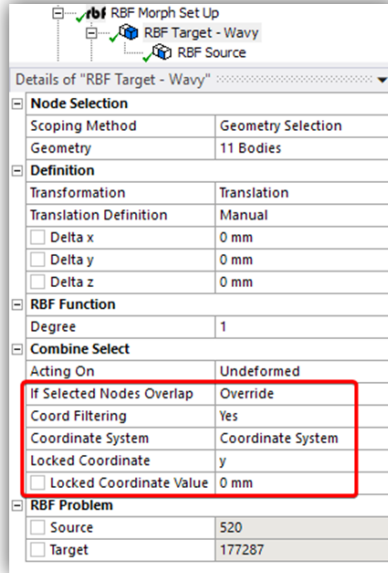 rbf RBF Morph Set Up
RBF Target - Wavy
RBF Source
Details of "RBF Target - Wavy"
Node Selection
Scoping Method Geometry Selection
Geometry 11 Bodies
Definition
Transformation Translation
Translation Definition Manual
Delta x 0 mm
Delta y 0 mm
Delta z 0 mm
RBF Function
Degree 1
Combine Select
Acting On Undeformed
If Selected Nodes Overlap Override
Coord Filtering Yes
Coordinate System Coordinate System
Locked Coordinate y
Locked Coordinate Value 0 mm
RBF Problem
Source 520
Target 177287